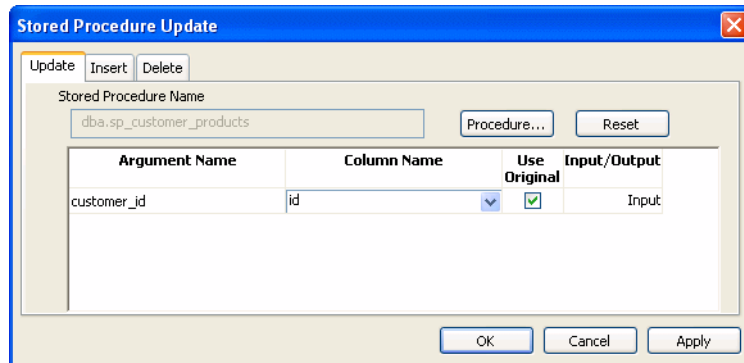 Stored Procedure Update
Update Insert Delete
Stored Procedure Name
dba.sp_customer_products Procedure... Reset
Argument Name Column Name Use Original Input/Output
customer_id id Input
OK Cancel Apply